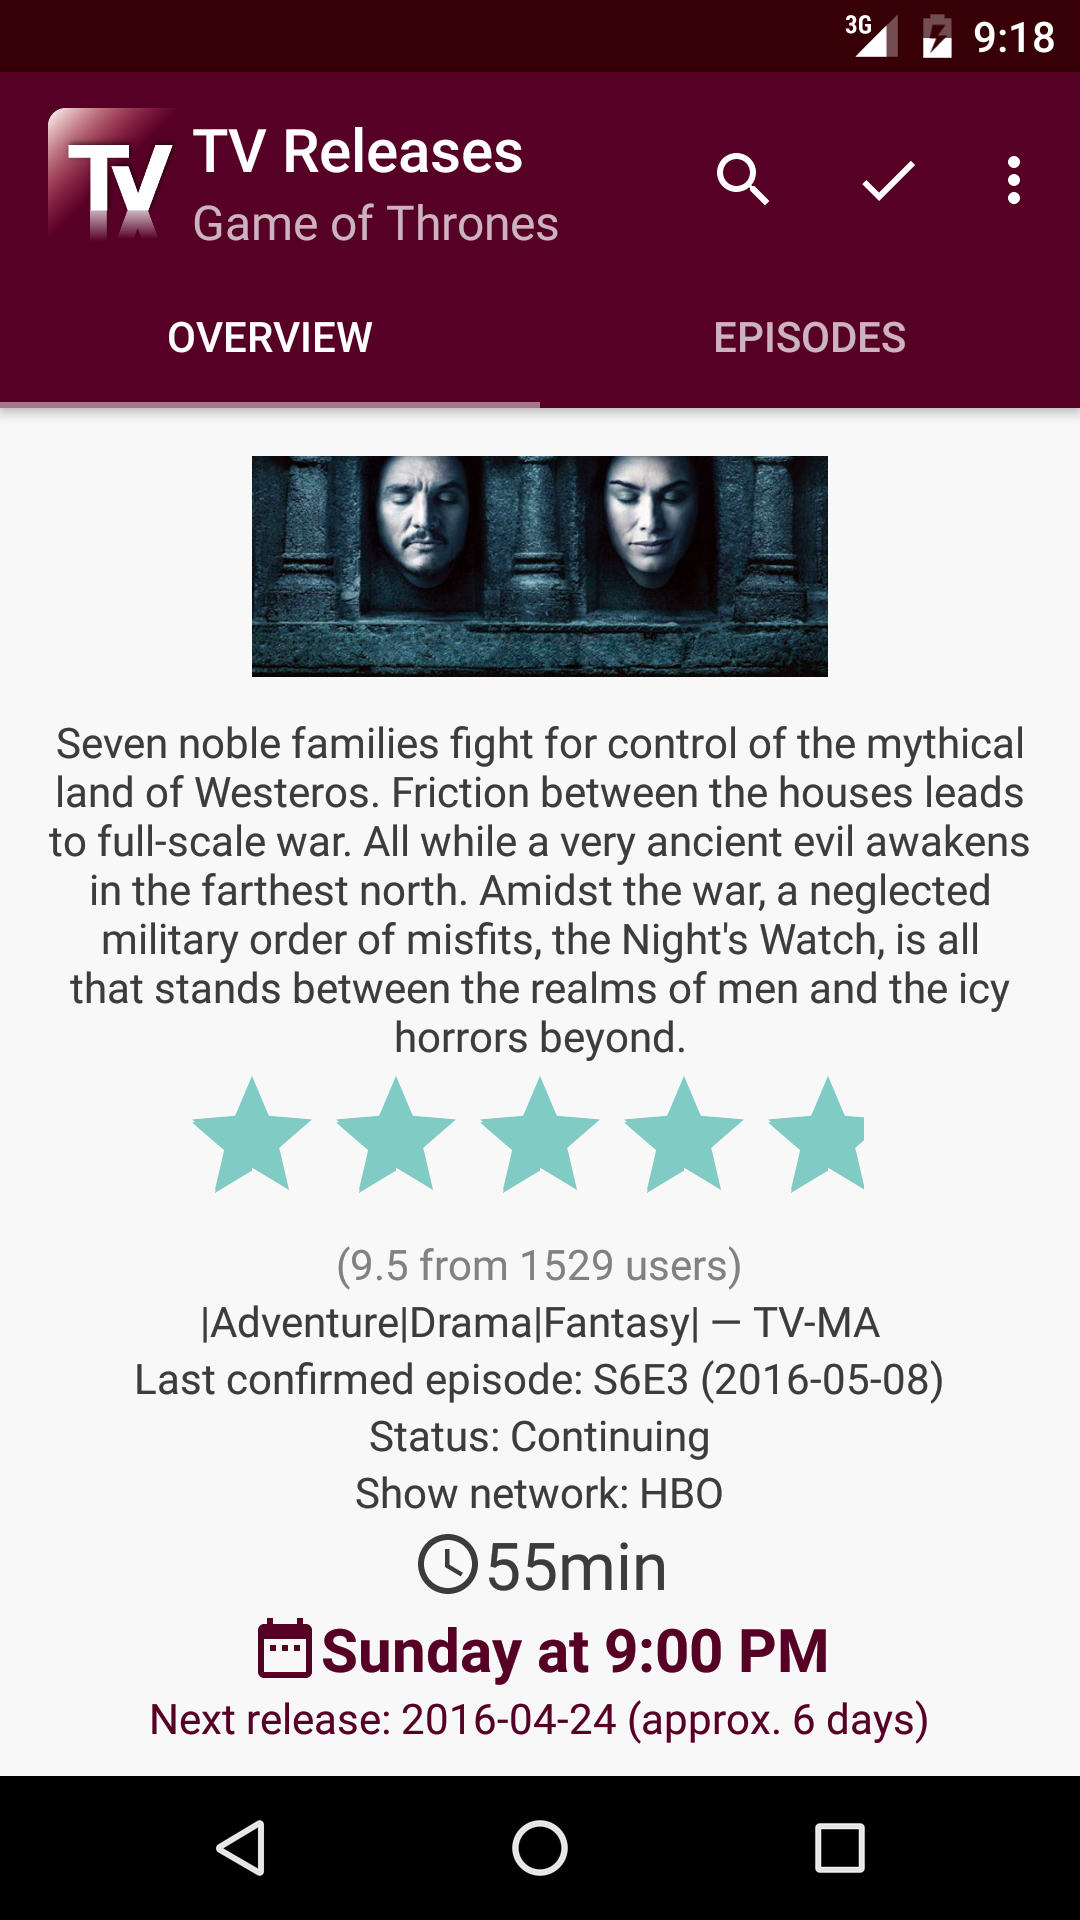 3G 9:18
TV TV Releases
Game of Thrones
OVERVIEW EPISODES
Seven noble families fight for control of the mythical
land of Westeros. Friction between the houses leads
to full-scale war. All while a very ancient evil awakens
in the farthest north. Amidst the war, a neglected
military order of misfits, the Night's Watch, is all
that stands between the realms of men and the icy
horrors beyond.
(9.5 from 1529 users)
|Adventure|Drama|Fantasy| — TV-MA
Last confirmed episode: S6E3 (2016-05-08)
Status: Continuing
Show network: HBO
55min
Sunday at 9:00 PM
Next release: 2016-04-24 (approx. 6 days)